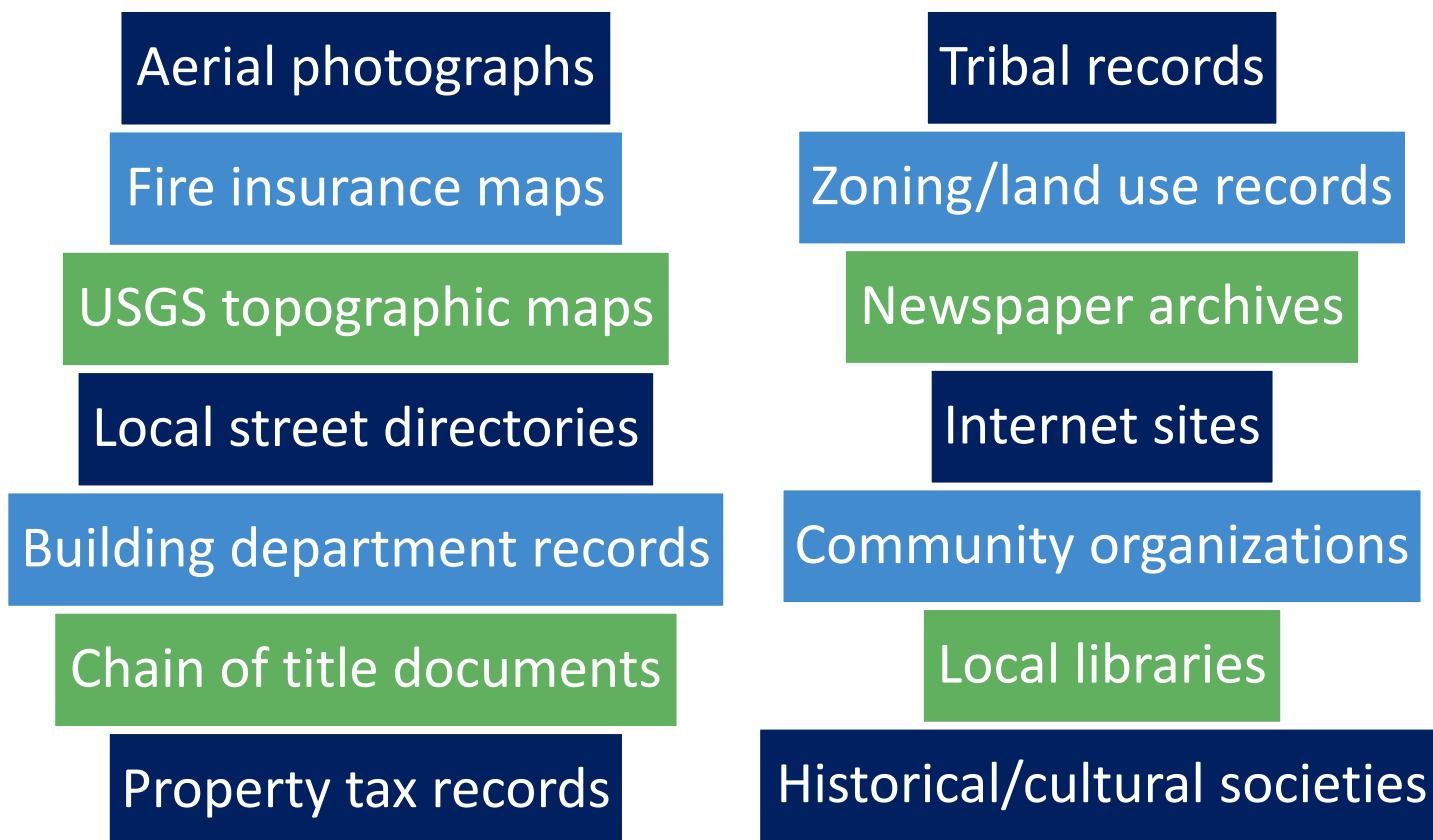 Aerial photographs
Fire insurance maps
USGS topographic maps
Local street directories
Building department records
Chain of title documents
Property tax records
Tribal records
Zoning/land use records
Newspaper archives
Internet sites
Community organizations
Local libraries
Historical/cultural societies